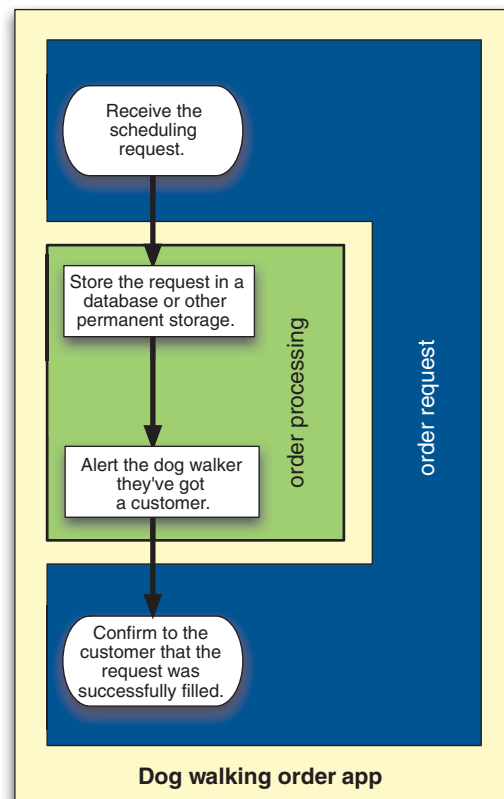 Receive the
scheduling
request.
Store the request in a
database or other
permanent storage.
order processing
order request
Alert the dog walker
they've got
a customer.
Confirm to the
customer that the
request was
successfully filled.
Dog walking order app